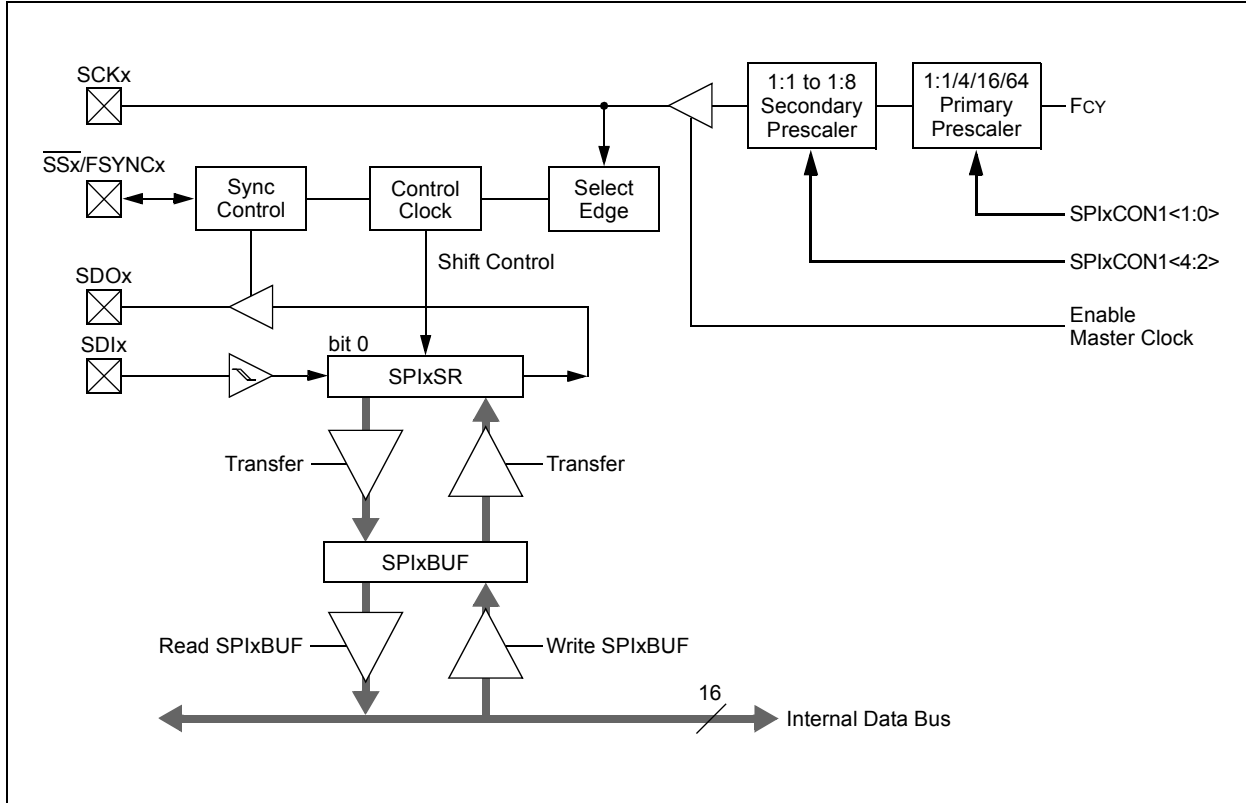 SCKx
1:1 to 1:8
Secondary
Prescaler
1:1/4/16/64
Primary
Prescaler
FCY
SSx/FSYNCx
Sync
Control
Control
Clock
Select
Edge
SPIxCON1<1:0>
Shift Control
SPIxCON1<4:2>
SDOx
Enable
Master Clock
SDIx
bit 0
SPIxSR
Transfer
Transfer
SPIxBUF
Read SPIxBUF
Write SPIxBUF
16
Internal Data Bus